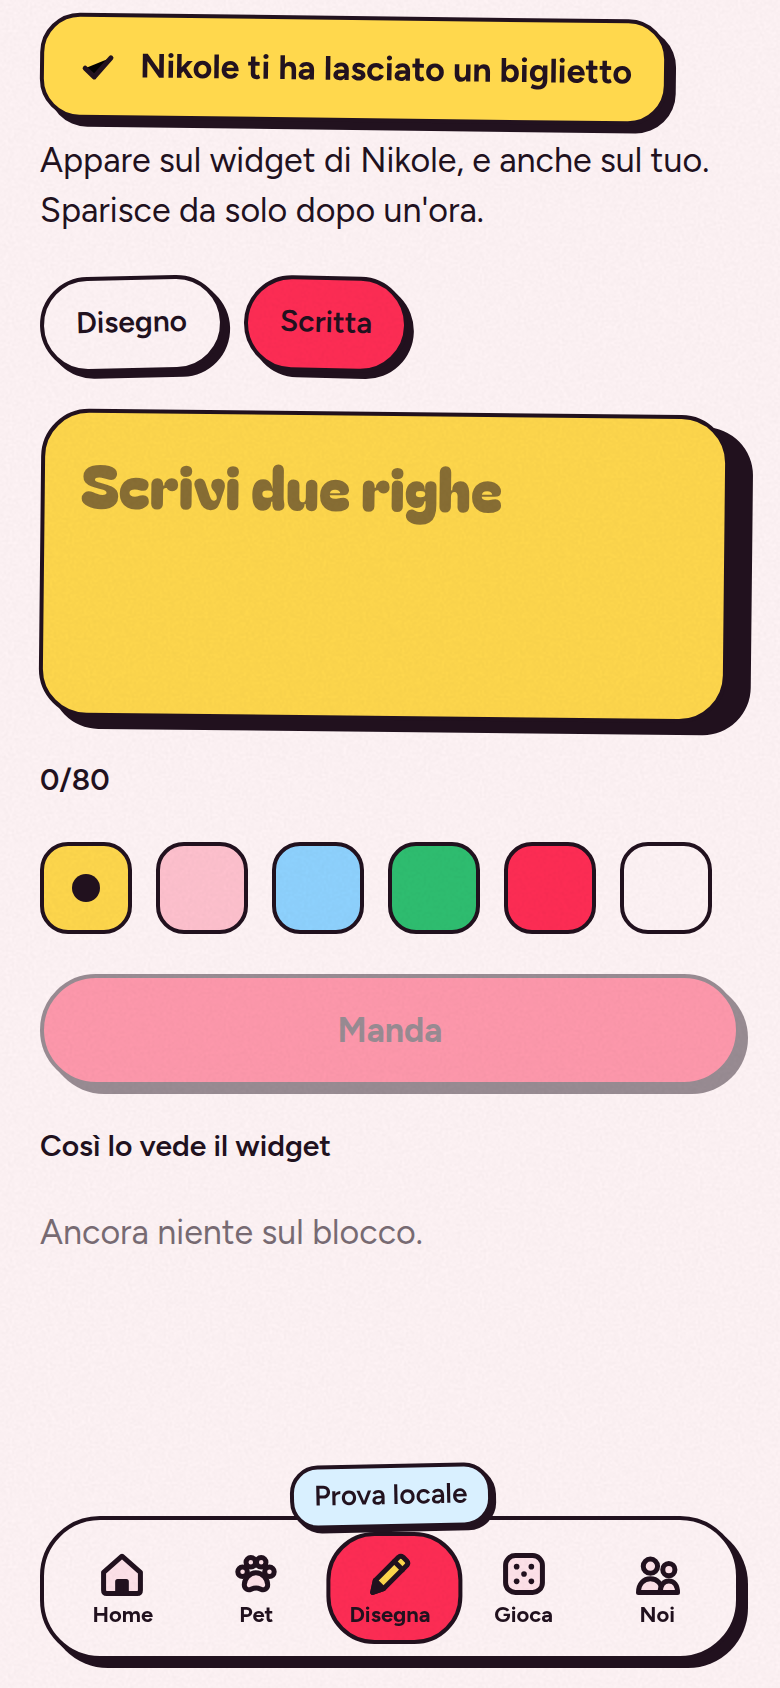 Nikole ti ha lasciato un biglietto
Appare sul widget di Nikole, e anche sul tuo.
Sparisce da solo dopo un'ora.
Disegno
Scritta
Scrivi due righe
0/80
Manda
Così lo vede il widget
Ancora niente sul blocco.
Prova locale
Home
Pet
Disegna
Gioca
Noi